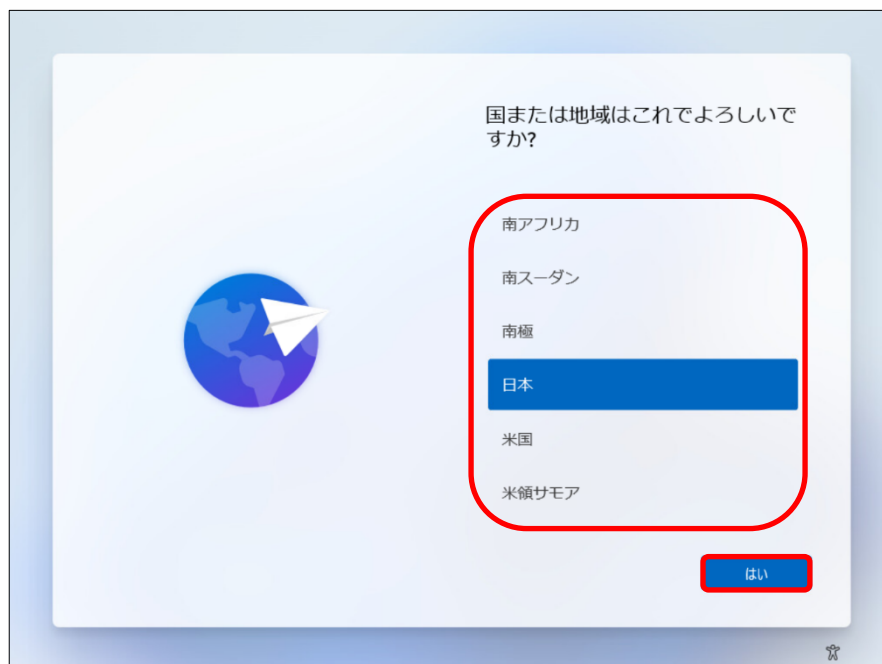 国または地域はこれでよろしいで
すか?
南アフリカ
南スーダン
南極
日本
米国
米領サモア
はい